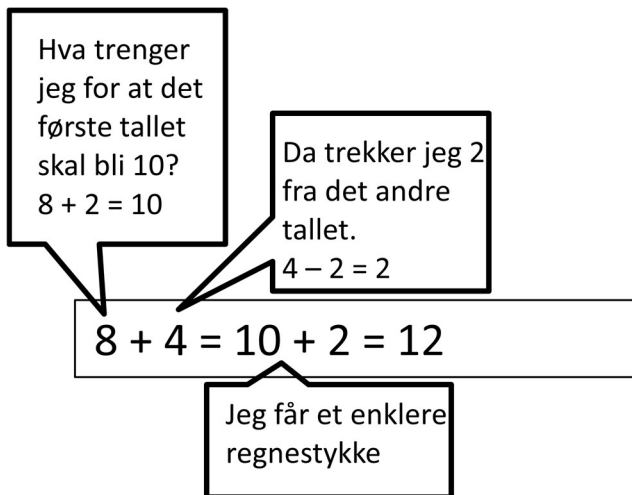 Hva trenger
jeg for at det
første tallet
skal bli 10?
8 + 2 = 10
Da trekker jeg 2
fra det andre
tallet.
4 – 2 = 2
8 + 4 = 10 + 2 = 12
Jeg får et enklere
regnestykke